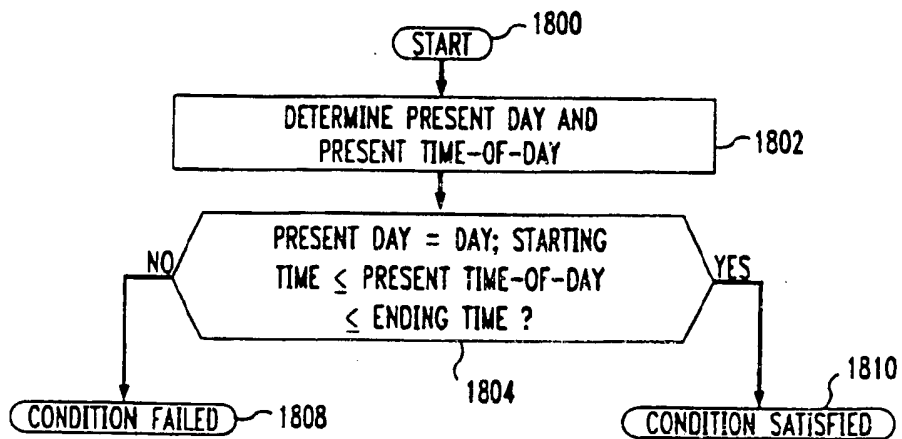 START
1800
DETERMINE PRESENT DAY AND
PRESENT TIME-OF-DAY
1802
PRESENT DAY = DAY; STARTING
TIME ≤ PRESENT TIME-OF-DAY
≤ ENDING TIME ?
NO
YES
1804
CONDITION FAILED
1808
1810
CONDITION SATISFIED